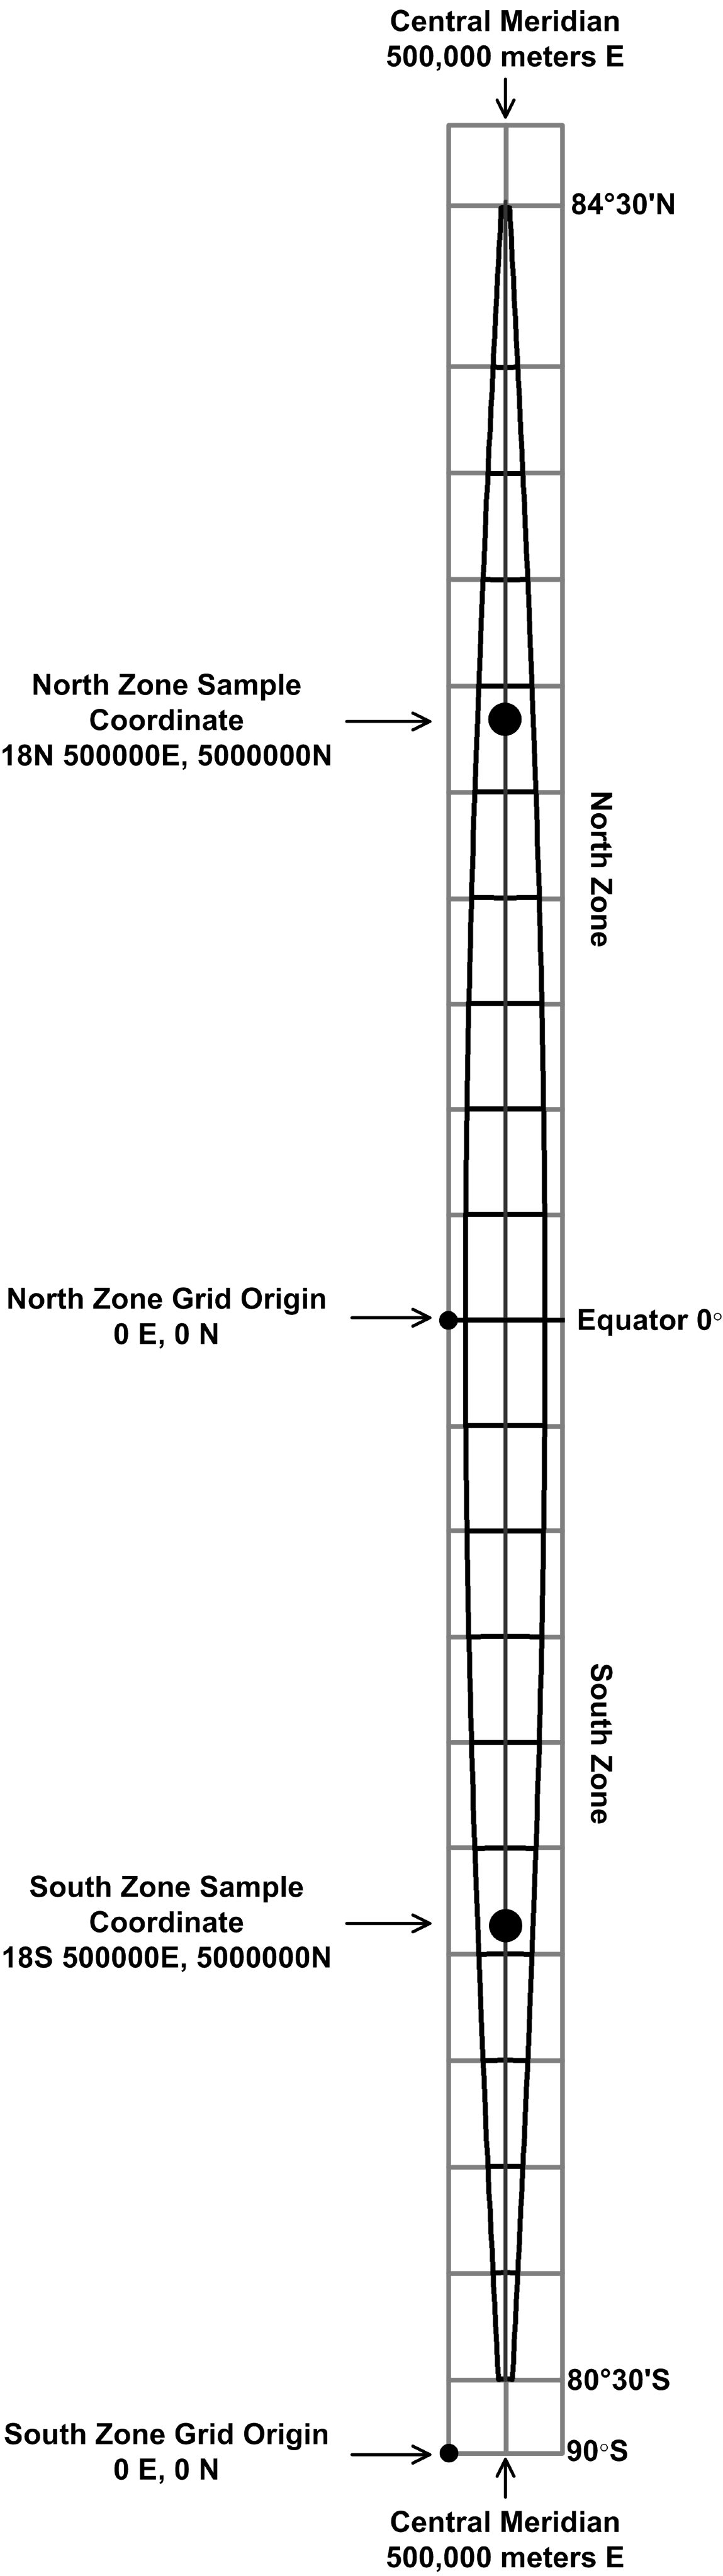 Central Meridian
500,000 meters E
84°30'N
North Zone Sample
Coordinate
18N 500000E, 5000000N
North Zone
North Zone Grid Origin
0 E, 0 N
Equator 0°
South Zone
South Zone Sample
Coordinate
18S 500000E, 5000000N
80°30'S
South Zone Grid Origin
0 E, 0 N
90°S
Central Meridian
500,000 meters E